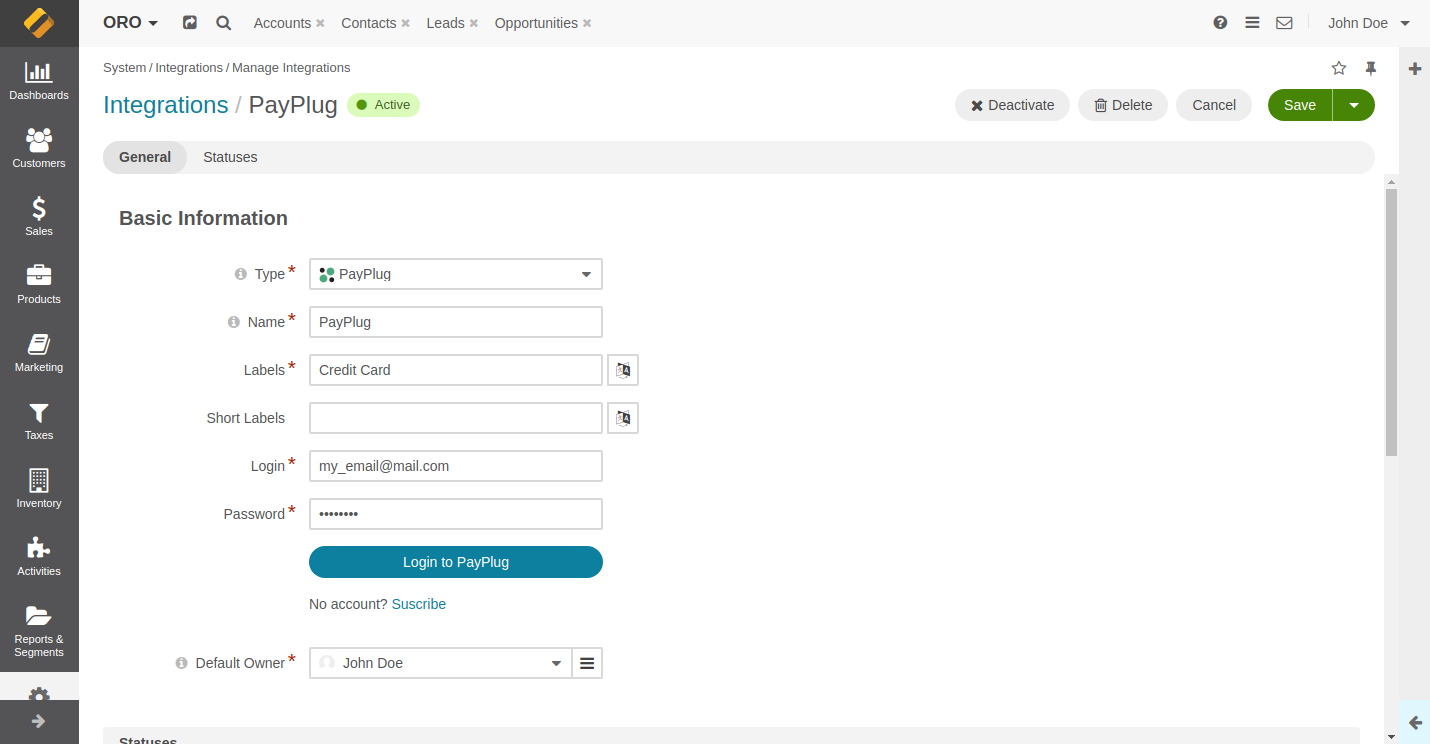 ORO
Accounts
Contacts
Leads
Opportunities
John Doe
Dashboards
Customers
Sales
Products
Marketing
Taxes
Inventory
Activities
Reports &
Segments
System / Integrations / Manage Integrations
Integrations / PayPlug
Active
Deactivate
Delete
Cancel
Save
General
Statuses
Basic Information
Type*
PayPlug
Name*
PayPlug
Labels*
Credit Card
Short Labels
Login*
my_email@mail.com
Password*
••••••••
Login to PayPlug
No account? Suscribe
Default Owner*
John Doe
Statuses